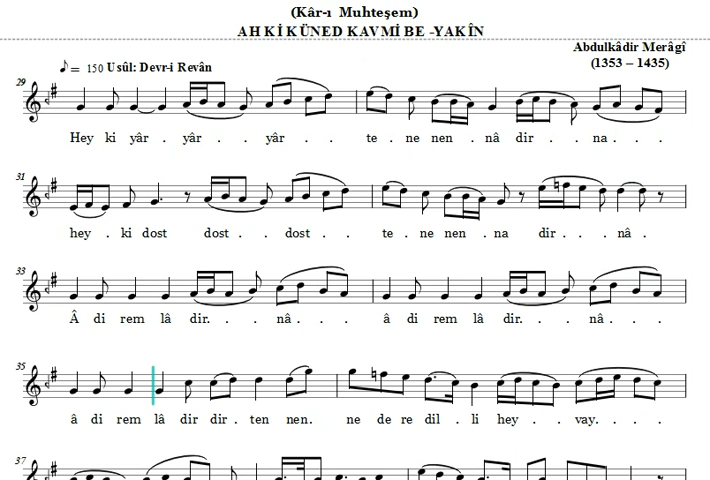 (Kâr-ı Muhteşem)
AH KİKÜNED KAVMİ BE -YAKÎN
Abdulkâdir Merâgî
(1353 – 1435)
♪ = 150 Usûl: Devr-i Revân
29
Hey ki yâr . yâr . . yâr . . te . ne nen . . nâ dir . . na . . .
31
hey . ki dost dost . . dost . . te . ne nen . na dir . . . nâ .
33
Â di rem lâ dir. . . nâ . . . â di rem lâ dir. . . nâ . . .
35
â di rem lâ dir dir . ten nen. ne de re dil . . li hey . . vay. . . .
37